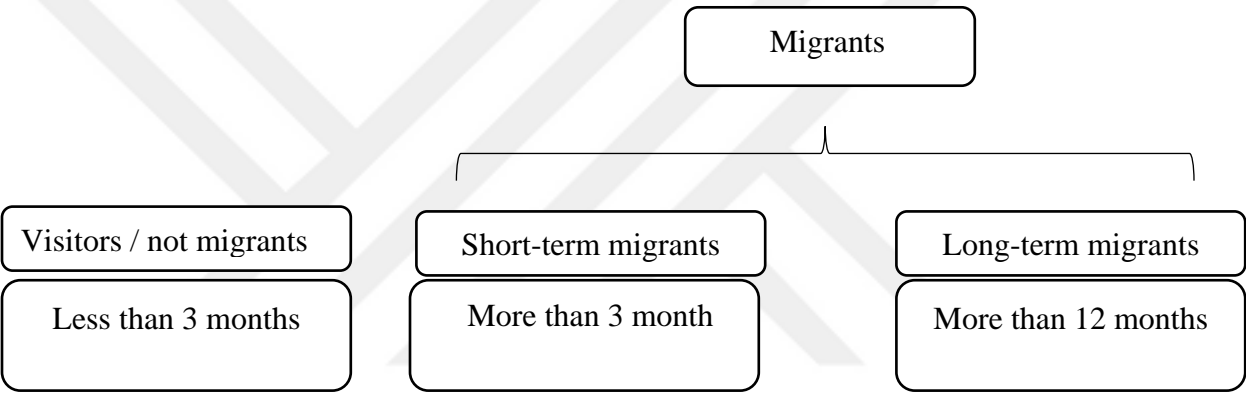 Migrants
Visitors / not migrants
Short-term migrants
Long-term migrants
Less than 3 months
More than 3 month
More than 12 months